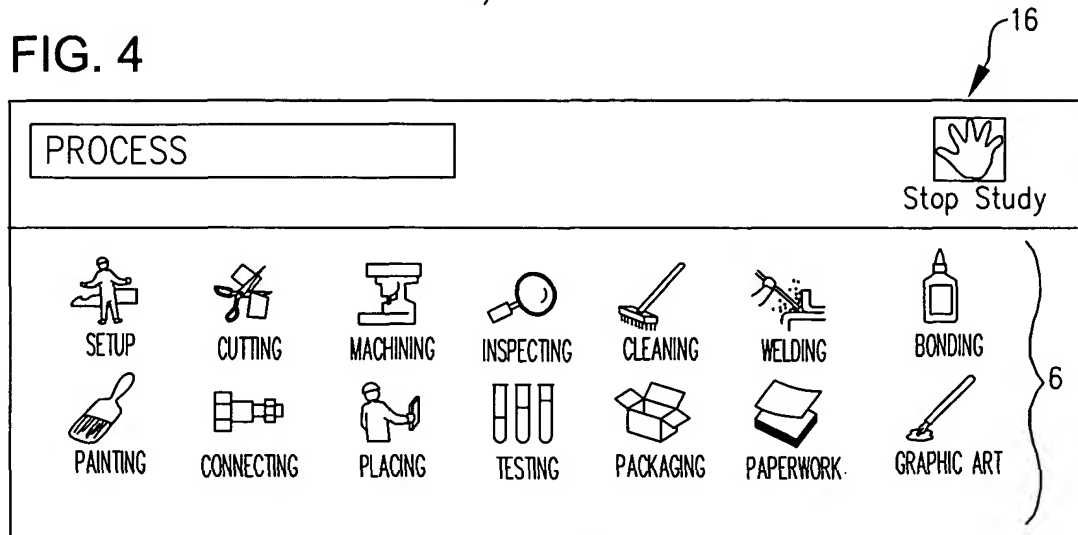 16
FIG. 4
PROCESS
Stop Study
SETUP CUTTING MACHINING INSPECTING CLEANING WELDING BONDING
6
PAINTING CONNECTING PLACING TESTING PACKAGING PAPERWORK GRAPHIC ART